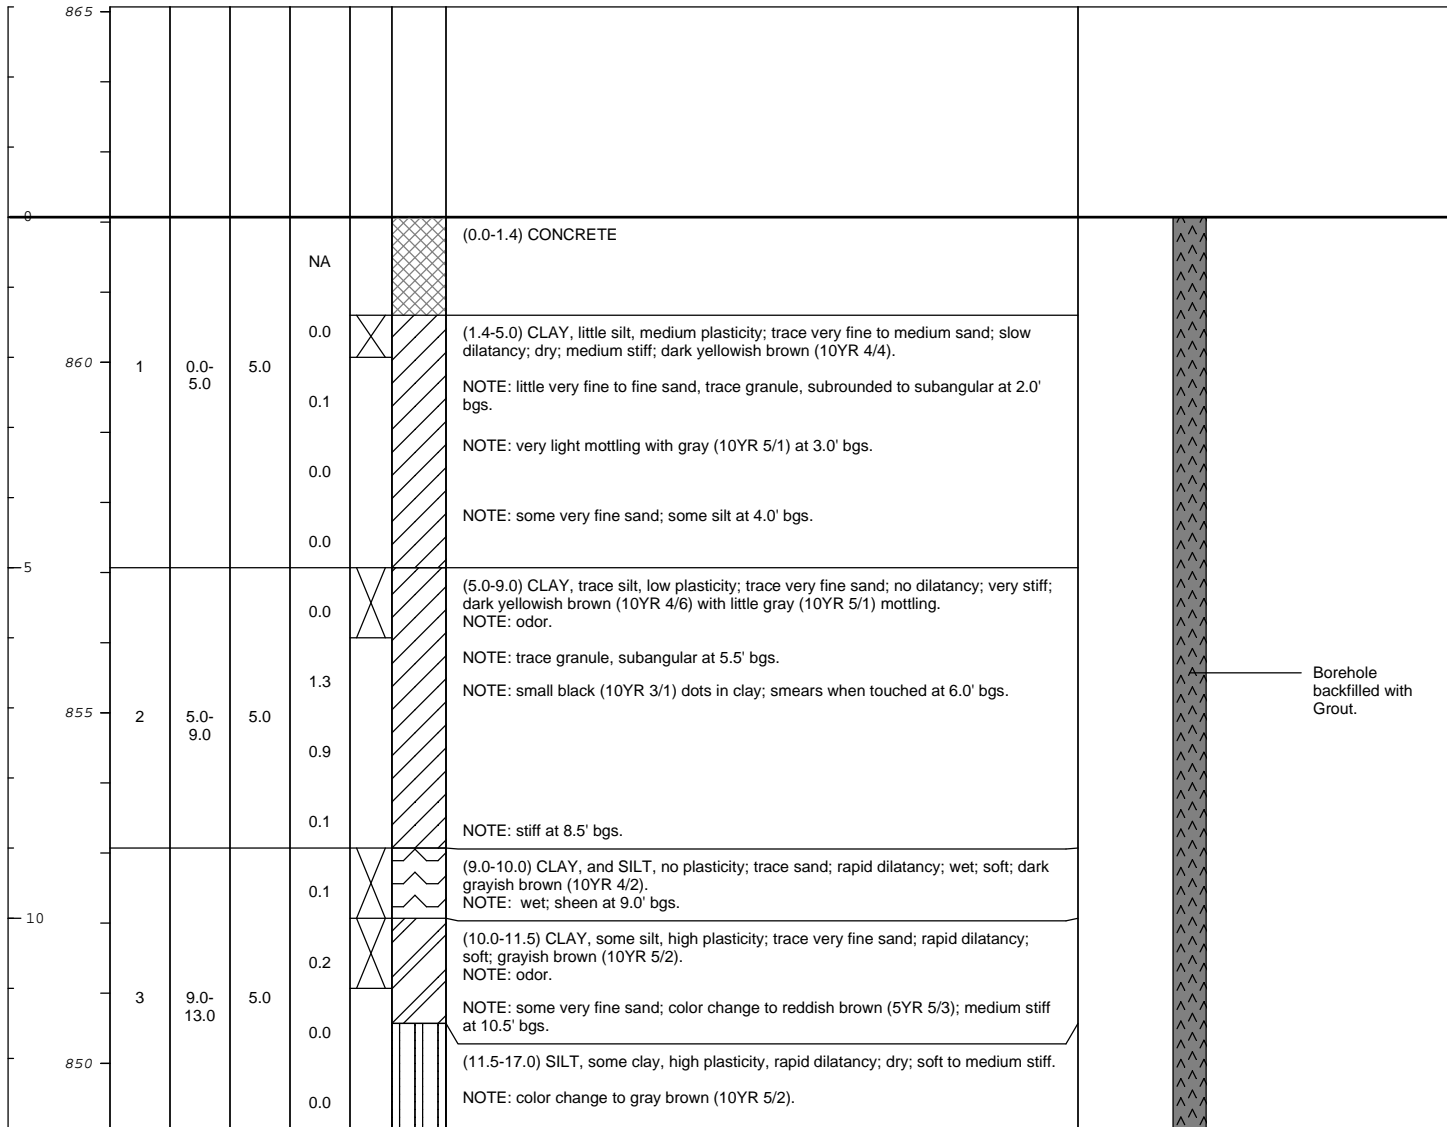 865
0
(0.0-1.4) CONCRETE
NA
0.0
(1.4-5.0) CLAY, little silt, medium plasticity; trace very fine to medium sand; slow
dilatancy; dry; medium stiff; dark yellowish brown (10YR 4/4).
860
1
0.0-
5.0
5.0
NOTE: little very fine to fine sand, trace granule, subrounded to subangular at 2.0'
bgs.
0.1
NOTE: very light mottling with gray (10YR 5/1) at 3.0' bgs.
0.0
NOTE: some very fine sand; some silt at 4.0' bgs.
0.0
5
(5.0-9.0) CLAY, trace silt, low plasticity; trace very fine sand; no dilatancy; very stiff;
dark yellowish brown (10YR 4/6) with little gray (10YR 5/1) mottling.
NOTE: odor.
0.0
NOTE: trace granule, subangular at 5.5' bgs.
1.3
NOTE: small black (10YR 3/1) dots in clay; smears when touched at 6.0' bgs.
Borehole
backfilled with
Grout.
855
2
5.0-
9.0
5.0
0.9
0.1
NOTE: stiff at 8.5' bgs.
(9.0-10.0) CLAY, and SILT, no plasticity; trace sand; rapid dilatancy; wet; soft; dark
grayish brown (10YR 4/2).
NOTE:  wet; sheen at 9.0' bgs.
0.1
10
(10.0-11.5) CLAY, some silt, high plasticity; trace very fine sand; rapid dilatancy;
soft; grayish brown (10YR 5/2).
NOTE: odor.
0.2
3
9.0-
13.0
5.0
NOTE: some very fine sand; color change to reddish brown (5YR 5/3); medium stiff
at 10.5' bgs.
0.0
850
(11.5-17.0) SILT, some clay, high plasticity, rapid dilatancy; dry; soft to medium stiff.
NOTE: color change to gray brown (10YR 5/2).
0.0